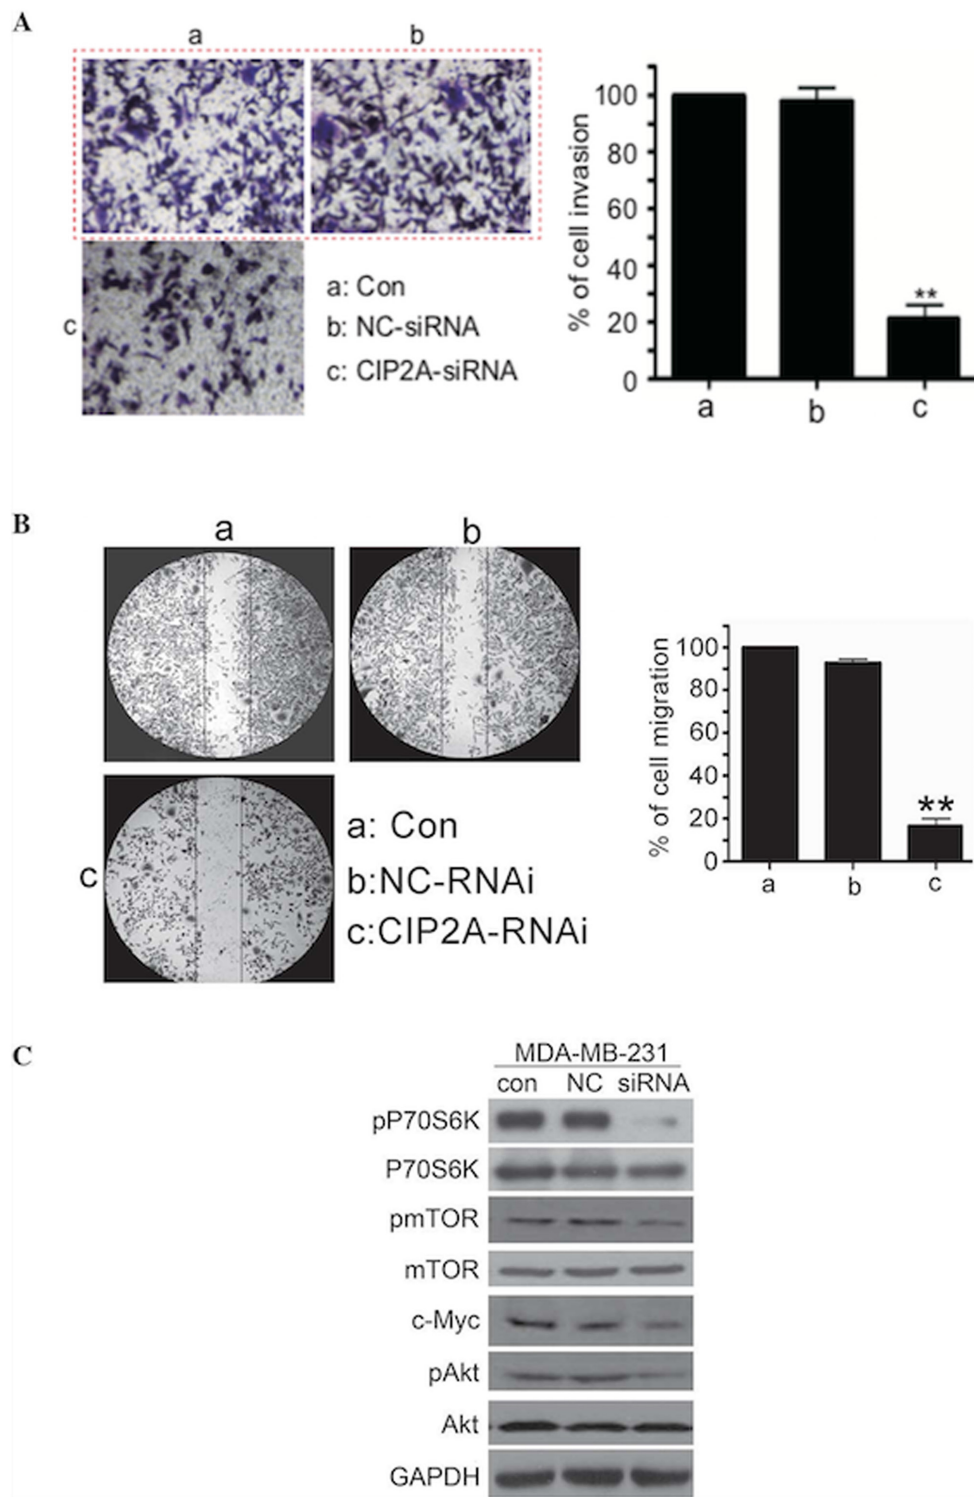 A
a b
c
a: Con
b: NC-siRNA
c: CIP2A-siRNA
% of cell invasion
100
80
60
40
20
0
**
a b c
B
a b
c
a: Con
b:NC-RNAi
c:CIP2A-RNAi
% of cell migration
100
80
60
40
20
0
**
a b c
C
MDA-MB-231
con NC siRNA
pP70S6K
P70S6K
pmTOR
mTOR
c-Myc
pAkt
Akt
GAPDH